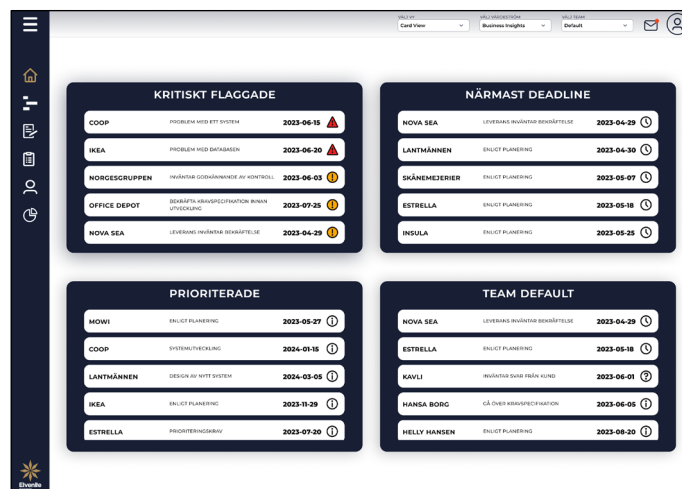 VÄLJ VY
VÄLJ VÄRDESTRÖM
VÄLJ TEAM
Card View
Business Insights
Default
KRITISKT FLAGGADE
COOP PROBLEM MED ETT SYSTEM 2023-06-15
IKEA PROBLEM MED DATABASEN 2023-06-20
NORGESGRUPPEN INVÄNTAR GODKÄNNANDE AV KONTROLL 2023-06-03
OFFICE DEPOT BEKRÄFTA KRAVSPECIFIKATION INNAN UTVECKLING 2023-07-25
NOVA SEA LEVERANS INVÄNTAR BEKRÄFTELSE 2023-04-29
NÄRMAST DEADLINE
NOVA SEA LEVERANS INVÄNTAR BEKRÄFTELSE 2023-04-29
LANTMÄNNEN ENLIGT PLANERING 2023-04-30
SKÅNEMEJERIER ENLIGT PLANERING 2023-05-07
ESTRELLA ENLIGT PLANERING 2023-05-18
INSULA ENLIGT PLANERING 2023-05-25
PRIORITERADE
MOWI ENLIGT PLANERING 2023-05-27
COOP SYSTEMUTVECKLING 2024-01-15
LANTMÄNNEN DESIGN AV NYTT SYSTEM 2024-03-05
IKEA ENLIGT PLANERING 2023-11-29
ESTRELLA PRIORITERINGSKRAV 2023-07-20
TEAM DEFAULT
NOVA SEA LEVERANS INVÄNTAR BEKRÄFTELSE 2023-04-29
ESTRELLA ENLIGT PLANERING 2023-05-18
KAVLI INVÄNTAR SVAR FRÅN KUND 2023-06-01
HANSA BORG GÅ ÖVER KRAVSPECIFIKATION 2023-06-05
HELLY HANSEN ENLIGT PLANERING 2023-08-20
Elvenite